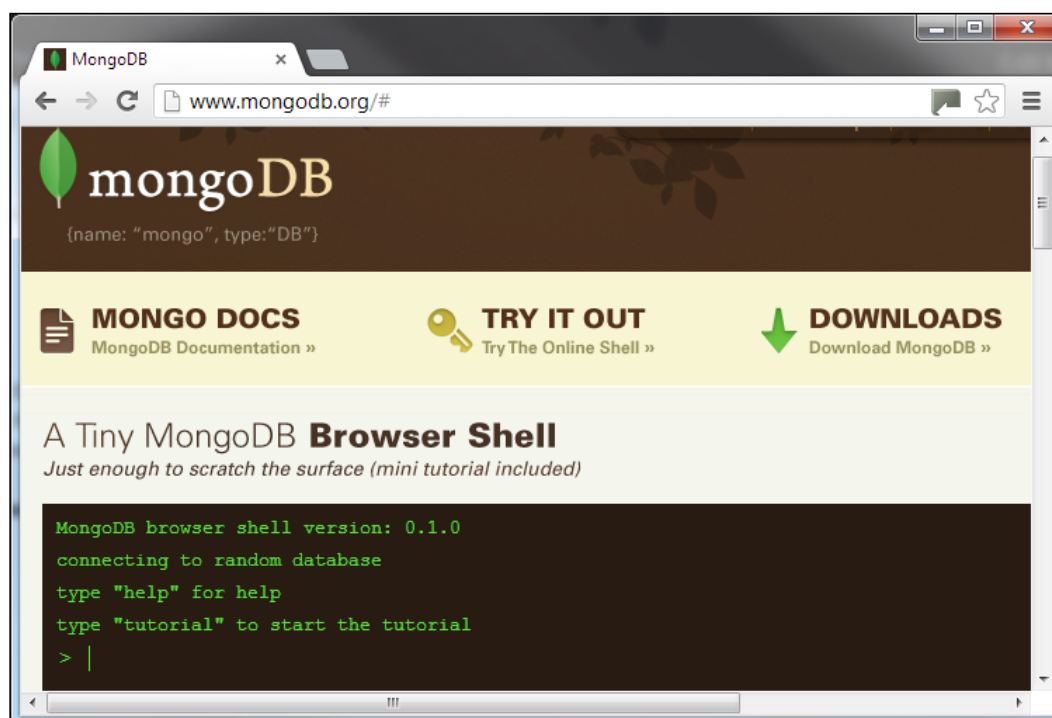 MongoDB
www.mongodb.org/#
mongoDB
{name: “mongo”, type:“DB”}
MONGO DOCS
MongoDB Documentation »
TRY IT OUT
Try The Online Shell »
DOWNLOADS
Download MongoDB »
A Tiny MongoDB Browser Shell
Just enough to scratch the surface (mini tutorial included)
MongoDB browser shell version: 0.1.0
connecting to random database
type "help" for help
type "tutorial" to start the tutorial
>